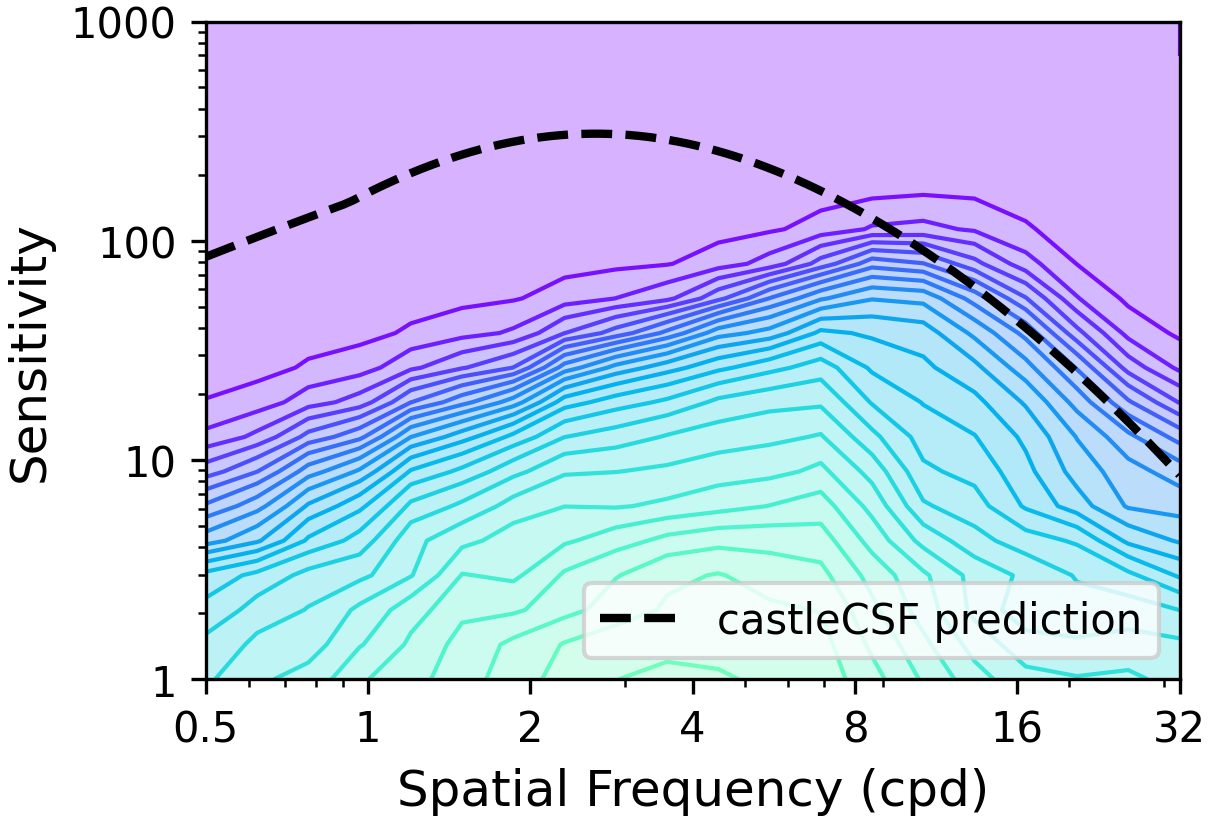 1000
100
10
1
Sensitivity
castleCSF prediction
0.5 1 2 4 8 16 32
Spatial Frequency (cpd)